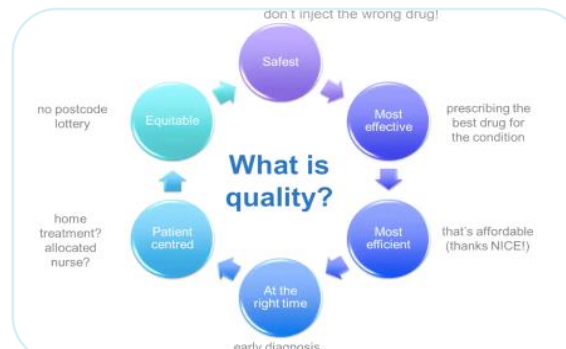 don't inject the wrong drug!
Safest
Most
effective
prescribing the
best drug for
the condition
Most
efficient
that's affordable
(thanks NICE!)
At the
right time
early diagnosis
Patient
centred
home
treatment?
allocated
nurse?
Equitable
no postcode
lottery
What is
quality?